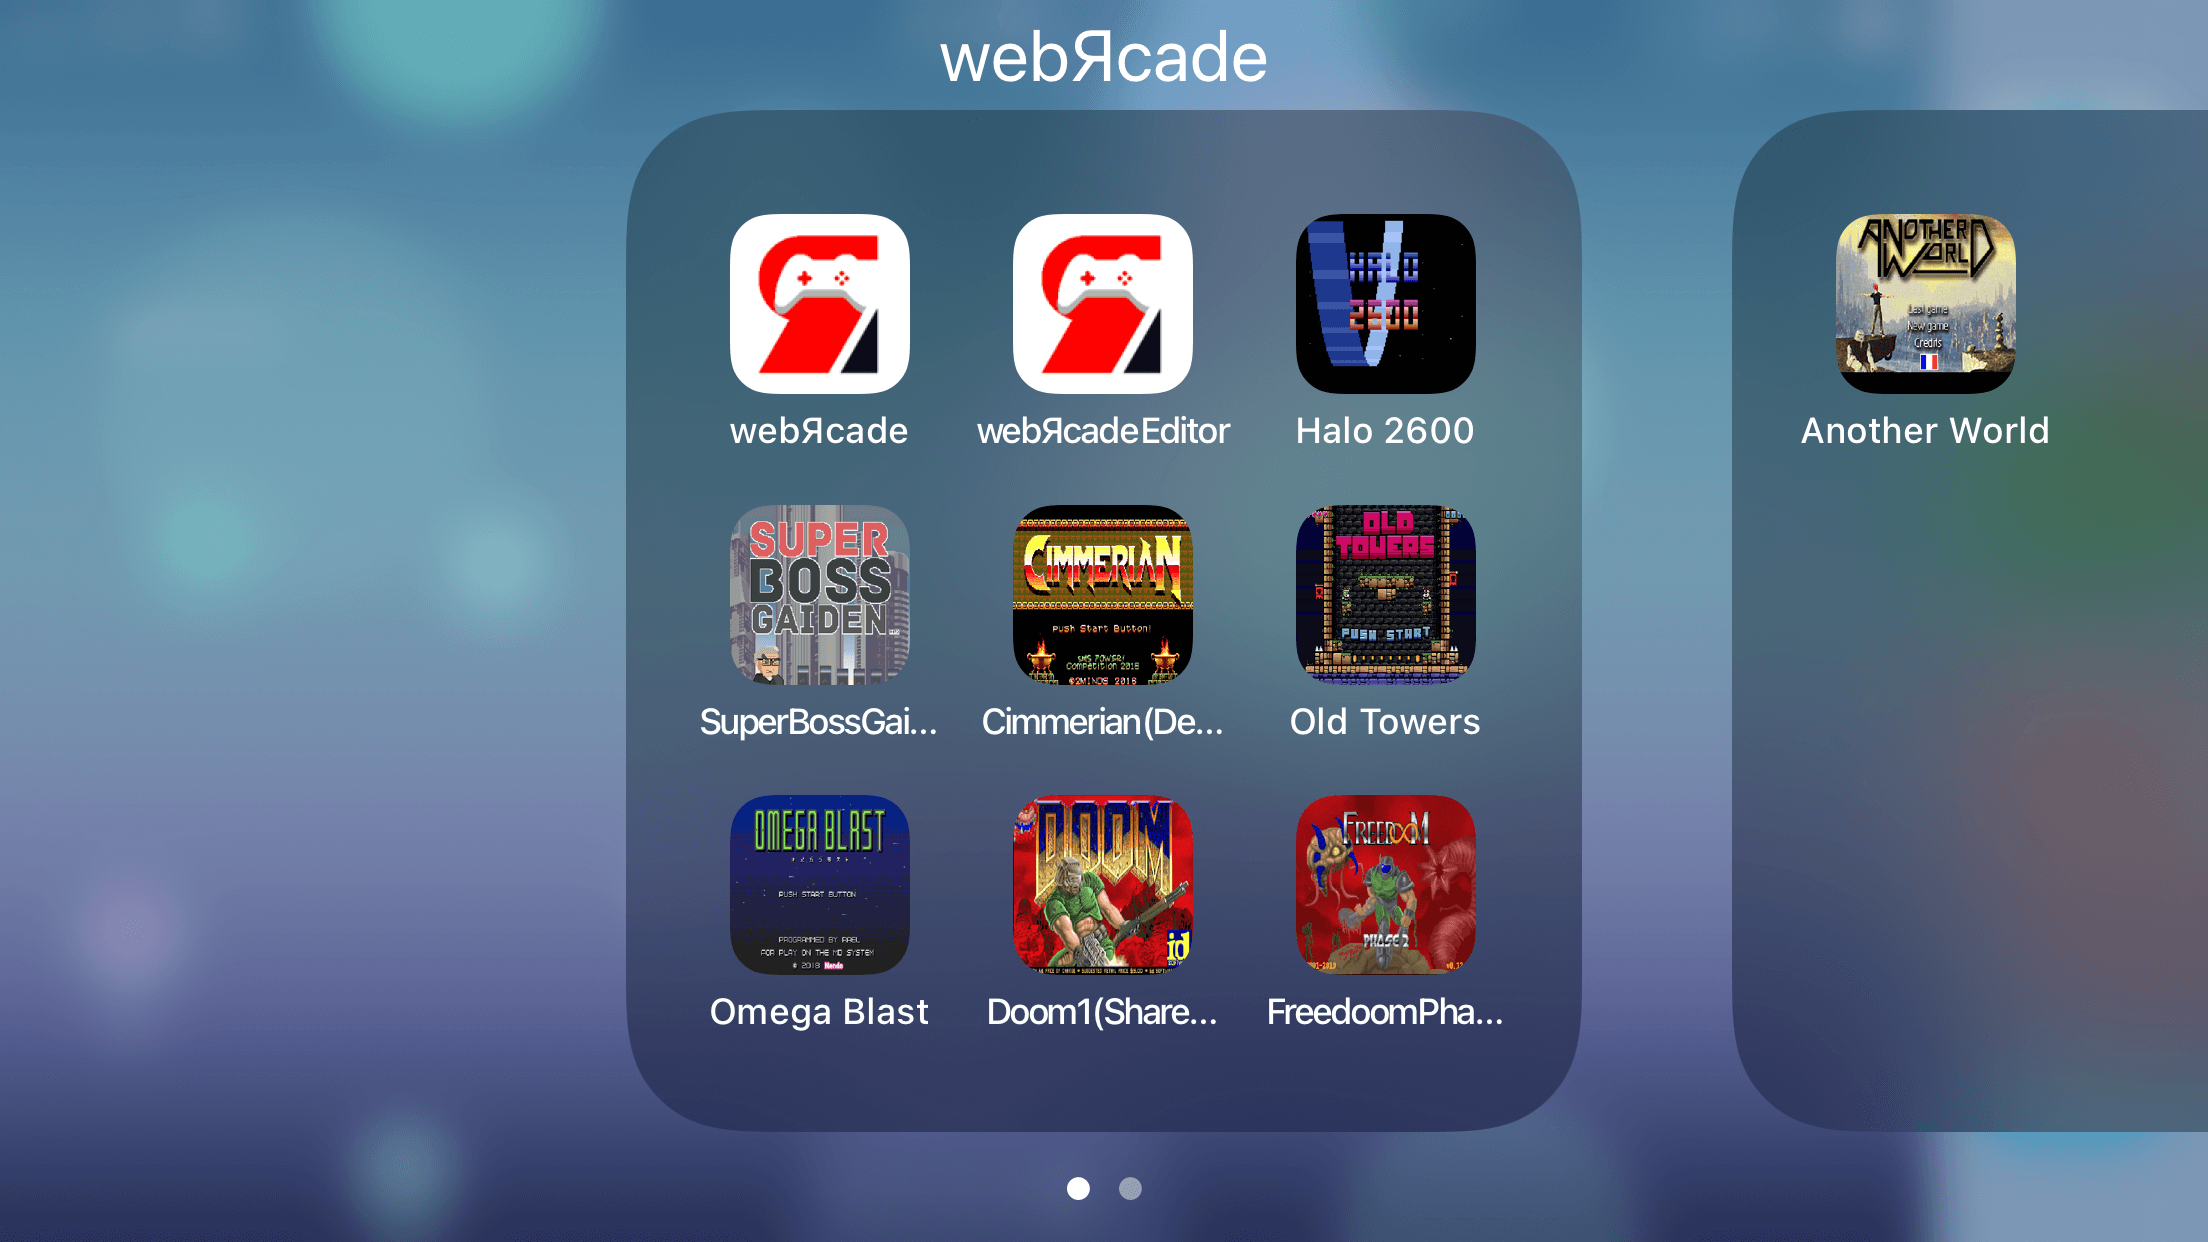 webЯcade
HALO
2600
ANOTHER
WORLD
Last game
New game
Credits
webЯcade
webЯcadeEditor
Halo 2600
Another World
SUPER
BOSS
GAIDEN
CIMMERIAN
Push Start Button!
SMS POWER!
Competition 2018
©2MINDS 2018
OLD
TOWERS
PUSH START
SuperBossGai...
Cimmerian(De...
Old Towers
OMEGA BLAST
PUSH START BUTTON
PROGRAMMED BY
FOR PLAY ON THE MD SYSTEM
© 2018
DOOM
id
FREEDOOM
PHASE 2
Omega Blast
Doom1(Share...
FreedoomPha...